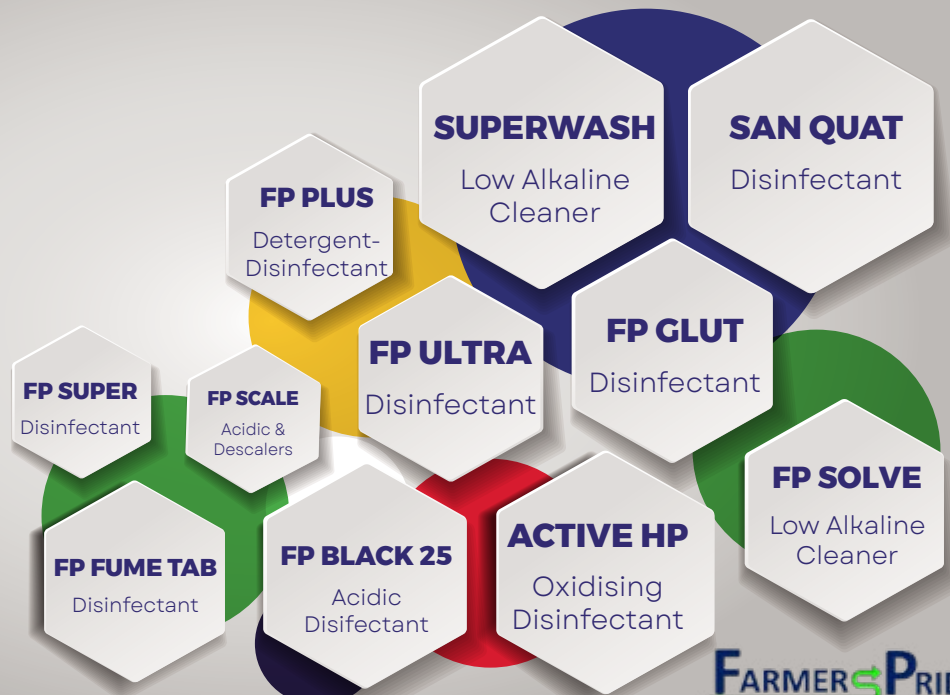 SUPERWASH
Low Alkaline
Cleaner
SAN QUAT
Disinfectant
FP PLUS
Detergent-
Disinfectant
FP ULTRA
Disinfectant
FP GLUT
Disinfectant
FP SUPER
Disinfectant
FP SCALE
Acidic &
Descalers
FP SOLVE
Low Alkaline
Cleaner
FP FUME TAB
Disinfectant
FP BLACK 25
Acidic
Disifectant
ACTIVE HP
Oxidising
Disinfectant
FARMER PRI